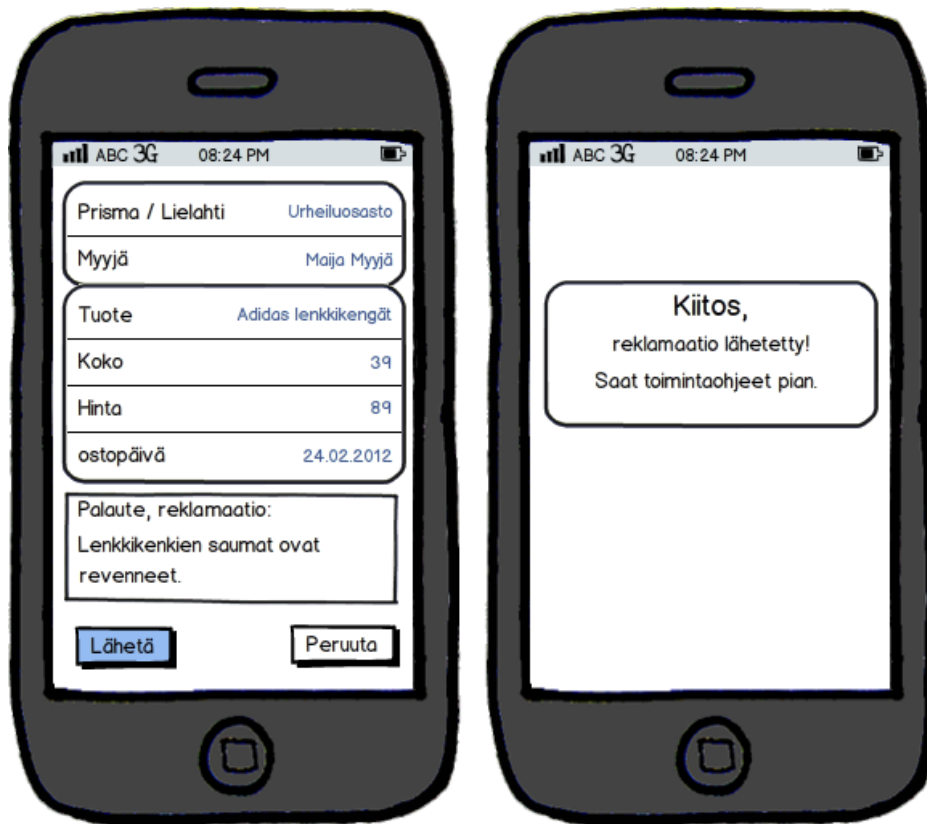 ABC 3G 08:24 PM
Prisma / Lielahti Urheiluosasto
Myyjä Maija Myyjä
Tuote Adidas lenkkikengät
Koko 39
Hinta 89
ostopäivä 24.02.2012
Palaute, reklamaatio:
Lenkkikenkien saumat ovat
revenneet.
Lähetä Peruuta
ABC 3G 08:24 PM
Kiitos,
reklamaatio lähetetty!
Saat toimintaohjeet pian.